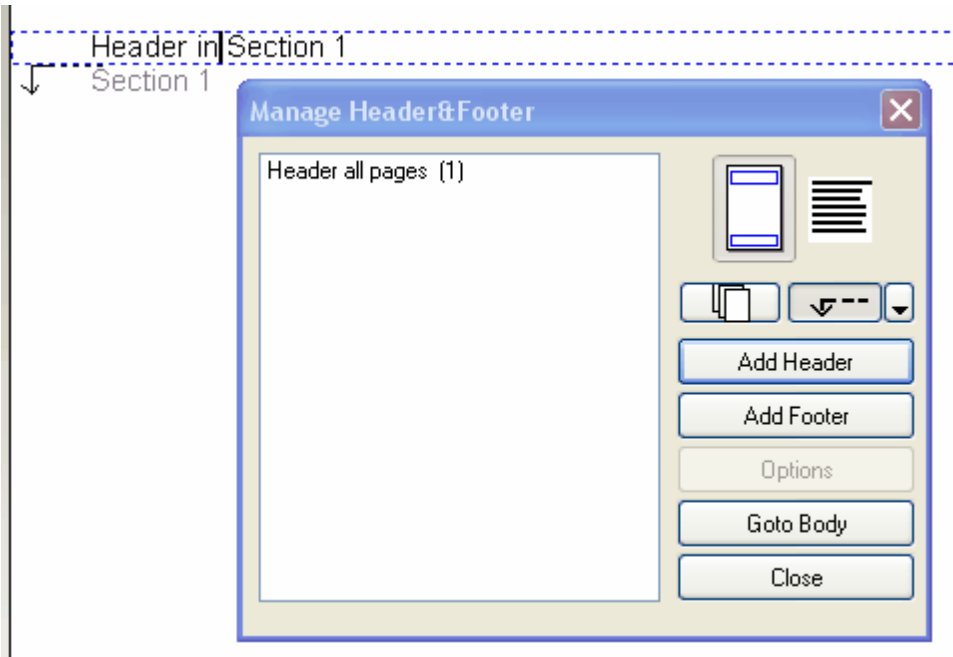 Header in Section 1
Section 1
Manage Header&Footer
Header all pages (1)
Add Header
Add Footer
Options
Goto Body
Close